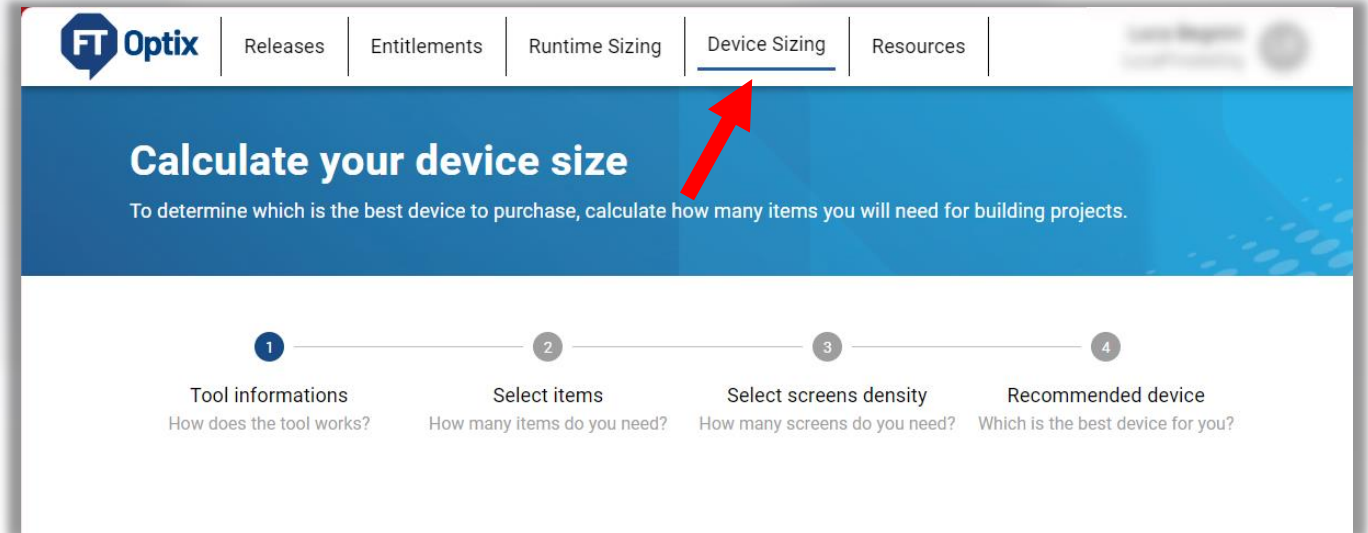 FT Optix
Releases
Entitlements
Runtime Sizing
Device Sizing
Resources
Calculate your device size
To determine which is the best device to purchase, calculate how many items you will need for building projects.
1
2
3
4
Tool informations
Select items
Select screens density
Recommended device
How does the tool works?
How many items do you need?
How many screens do you need?
Which is the best device for you?